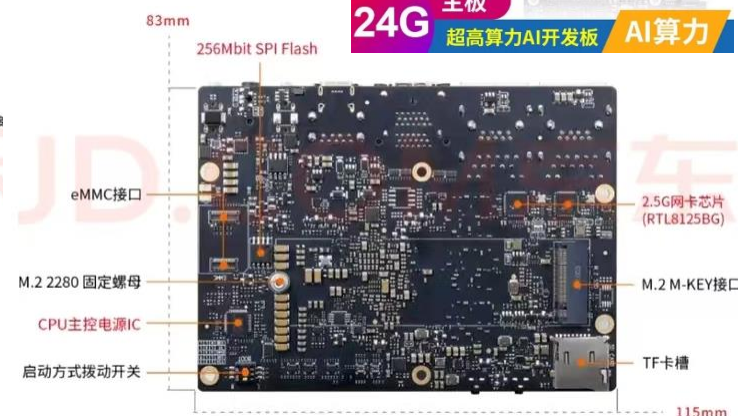 主板
24G
超高算力AI开发板
AI算力
83mm
256Mbit SPI Flash
eMMC接口
2.5G网卡芯片
(RTL8125BG)
M.2 2280 固定螺母
M.2 M-KEY接口
CPU主控电源IC
启动方式拨动开关
TF卡槽
115mm